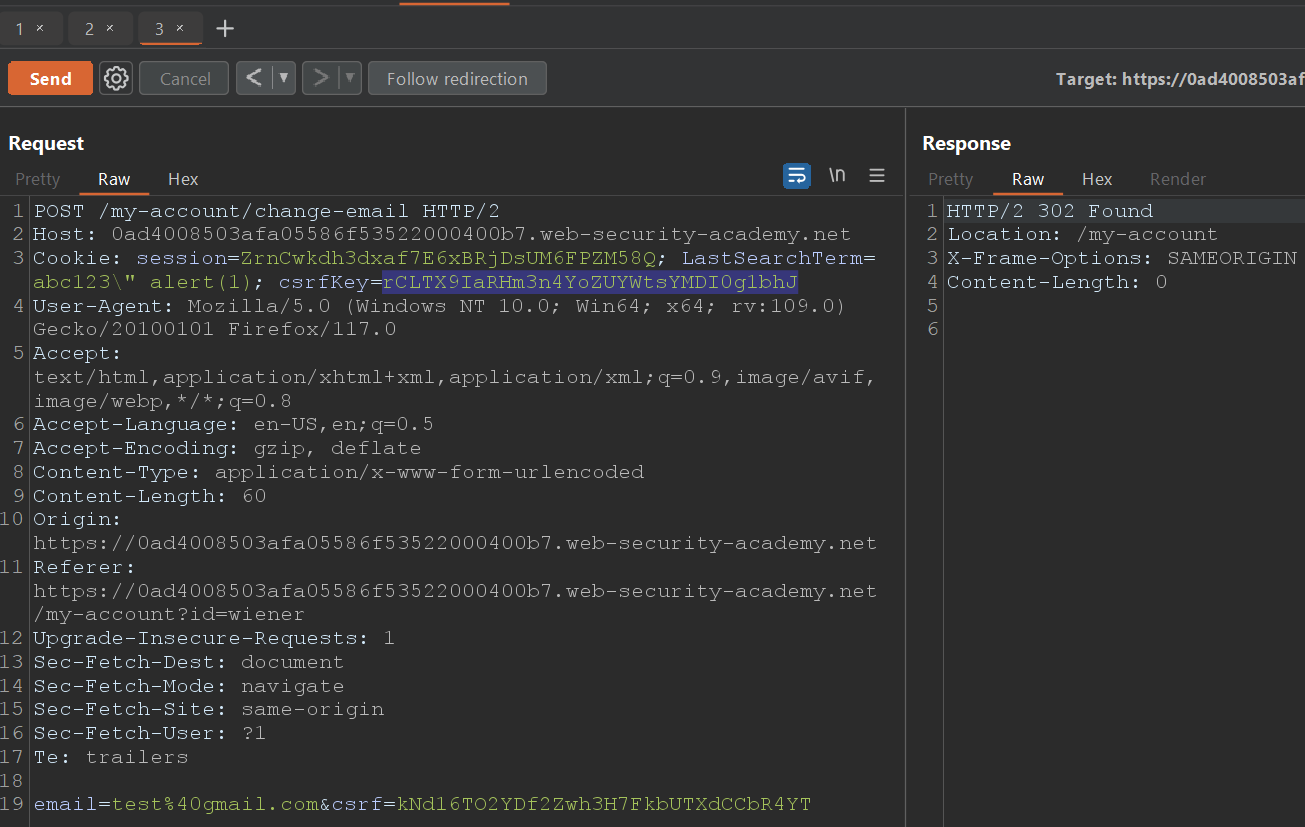 1 ×
2 ×
3 ×
+
Send
Cancel
<
▼
>
▼
Follow redirection
Target: https://0ad4008503af
Request
Pretty
Raw
Hex
\n
1 POST /my-account/change-email HTTP/2
2 Host: 0ad4008503afa05586f53522000400b7.web-security-academy.net
3 Cookie: session=ZrnCwkdh3dxaf7E6xBRjDsUM6FPZM58Q; LastSearchTerm=
abc123\" alert(1); csrfKey=rCLTX9IaRHm3n4YoZUYWtsYMDI0g1bhJ
4 User-Agent: Mozilla/5.0 (Windows NT 10.0; Win64; x64; rv:109.0)
Gecko/20100101 Firefox/117.0
5 Accept:
text/html,application/xhtml+xml,application/xml;q=0.9,image/avif,
image/webp,*/*;q=0.8
6 Accept-Language: en-US,en;q=0.5
7 Accept-Encoding: gzip, deflate
8 Content-Type: application/x-www-form-urlencoded
9 Content-Length: 60
10 Origin:
https://0ad4008503afa05586f53522000400b7.web-security-academy.net
11 Referer:
https://0ad4008503afa05586f53522000400b7.web-security-academy.net
/my-account?id=wiener
12 Upgrade-Insecure-Requests: 1
13 Sec-Fetch-Dest: document
14 Sec-Fetch-Mode: navigate
15 Sec-Fetch-Site: same-origin
16 Sec-Fetch-User: ?1
17 Te: trailers
18
19 email=test%40gmail.com&csrf=kNd16TO2YDf2Zwh3H7FkbUTXdCCbR4YT
Response
Pretty
Raw
Hex
Render
1 HTTP/2 302 Found
2 Location: /my-account
3 X-Frame-Options: SAMEORIGIN
4 Content-Length: 0
5
6